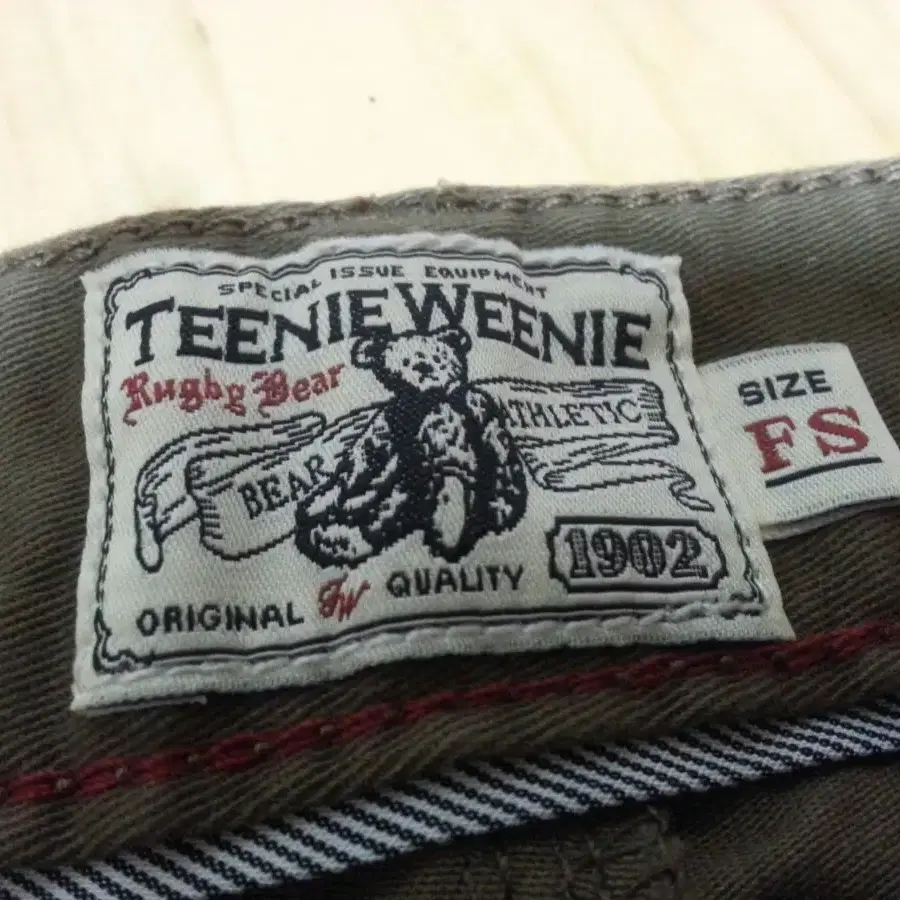 SPECIAL ISSUE EQUIPMENT
TEENIE WEENIE
Rugby Bear
BEAR ATHLETIC
1902
ORIGINAL TW QUALITY
SIZE
FS